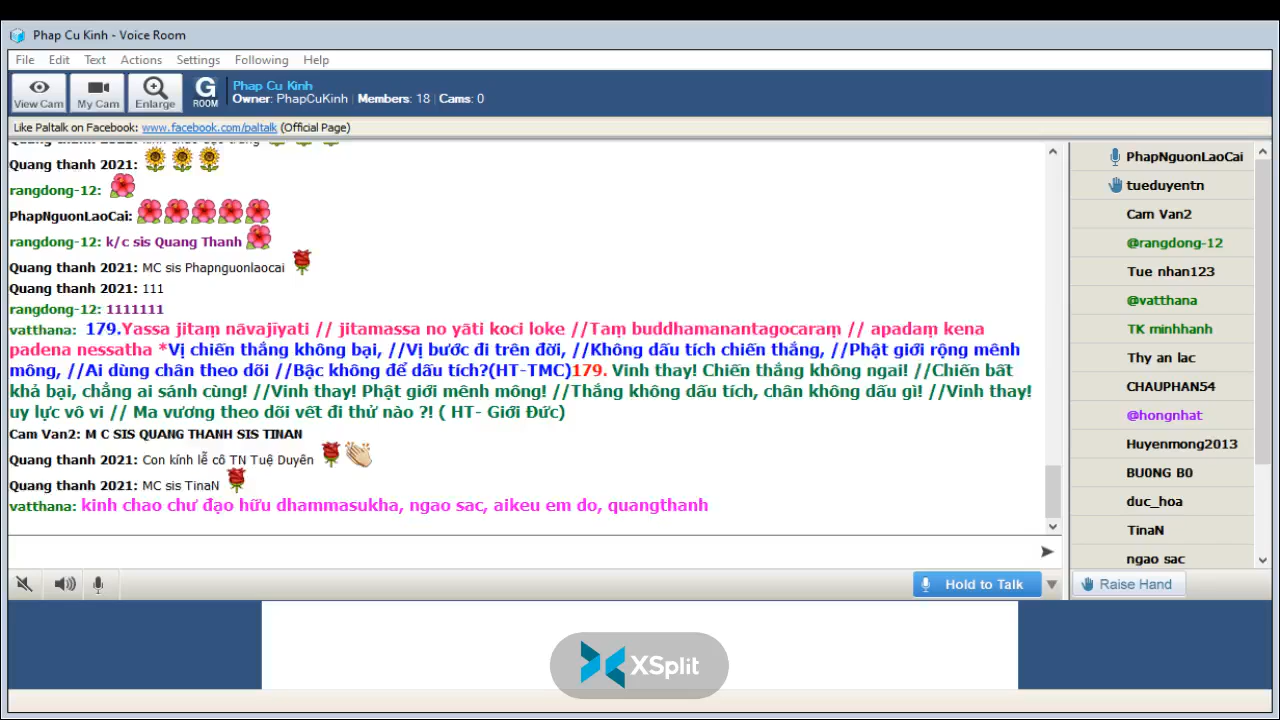 Phap Cu Kinh - Voice Room
File Edit Text Actions Settings Following Help
View Cam My Cam Enlarge G ROOM
Phap Cu Kinh
Owner: PhapCuKinh | Members: 18 | Cams: 0
Like Paltalk on Facebook: www.facebook.com/paltalk (Official Page)
Quang thanh 2021:
rangdong-12:
PhapNguonLaoCai:
rangdong-12: k/c sis Quang Thanh
Quang thanh 2021: MC sis Phapnguonlaocai
Quang thanh 2021: 111
rangdong-12: 1111111
vatthana: 179.Yassa jitaṃ nāvajīyati // jitamassa no yāti koci loke //Taṃ buddhamanantagocaraṃ // apadaṃ kena
padena nessatha *Vị chiến thắng không bại, //Vị bước đi trên đời, //Không dấu tích chiến thắng, //Phật giới rộng mênh
mông, //Ai dùng chân theo dõi //Bậc không để dấu tích?(HT-TMC)179. Vinh thay! Chiến thắng không ngai! //Chiến bất
khả bại, chẳng ai sánh cùng! //Vinh thay! Phật giới mênh mông! //Thắng không dấu tích, chân không dấu gì! //Vinh thay!
uy lực vô vi // Ma vương theo dõi vết đi thử nào ?! ( HT- Giới Đức)
Cam Van2: M C SIS QUANG THANH SIS TINAN
Quang thanh 2021: Con kính lễ cô TN Tuệ Duyên
Quang thanh 2021: MC sis TinaN
vatthana: kinh chao chư đạo hữu dhammasukha, ngao sac, aikeu em do, quangthanh
Hold to Talk
PhapNguonLaoCai
tueduyentn
Cam Van2
@rangdong-12
Tue nhan123
@vatthana
TK minhhanh
Thy an lac
CHAUPHAN54
@hongnhat
Huyenmong2013
BU0NG B0
duc_hoa
TinaN
ngao sac
Raise Hand
XSplit